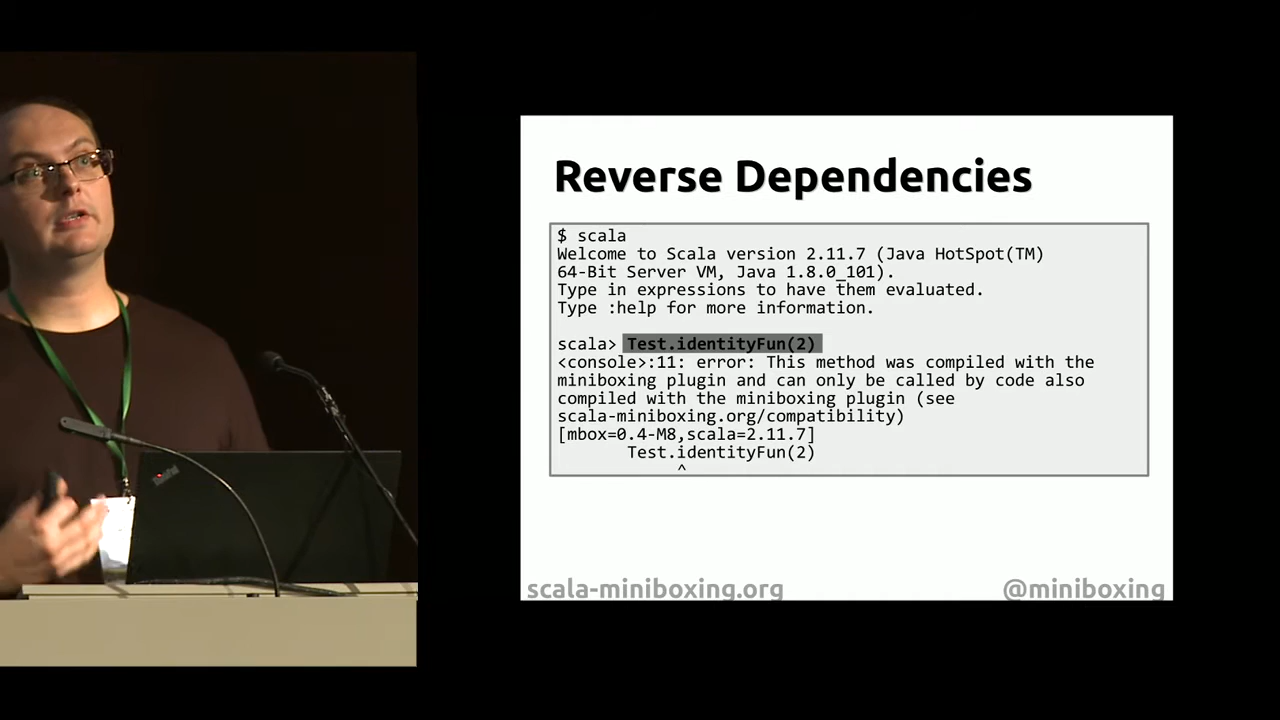 Reverse Dependencies
$ scala
Welcome to Scala version 2.11.7 (Java HotSpot(TM)
64-Bit Server VM, Java 1.8.0_101).
Type in expressions to have them evaluated.
Type :help for more information.
scala> Test.identityFun(2)
<console>:11: error: This method was compiled with the
miniboxing plugin and can only be called by code also
compiled with the miniboxing plugin (see
scala-miniboxing.org/compatibility)
[mbox=0.4-M8,scala=2.11.7]
Test.identityFun(2)
^
scala-miniboxing.org
@miniboxing